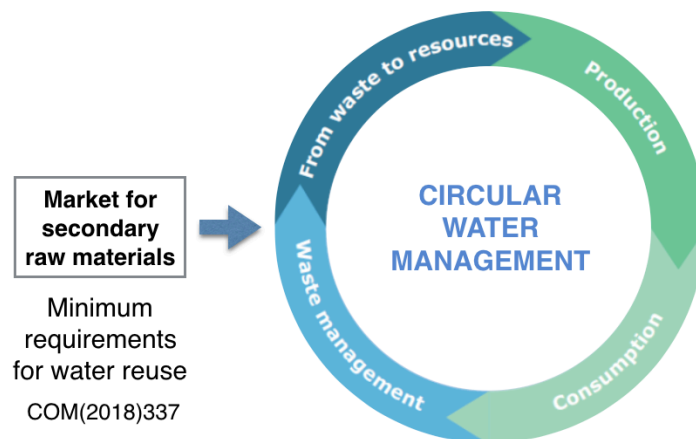 From waste to resources
Production
Market for
secondary
raw materials
CIRCULAR
WATER
MANAGEMENT
Waste management
Consumption
Minimum
requirements
for water reuse
COM(2018)337